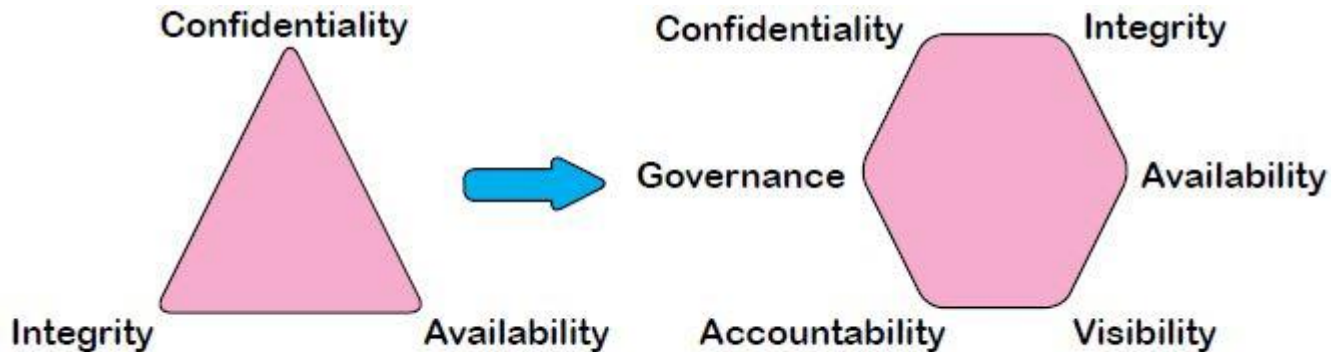 Confidentiality
Integrity
Availability
Confidentiality
Integrity
Governance
Availability
Accountability
Visibility